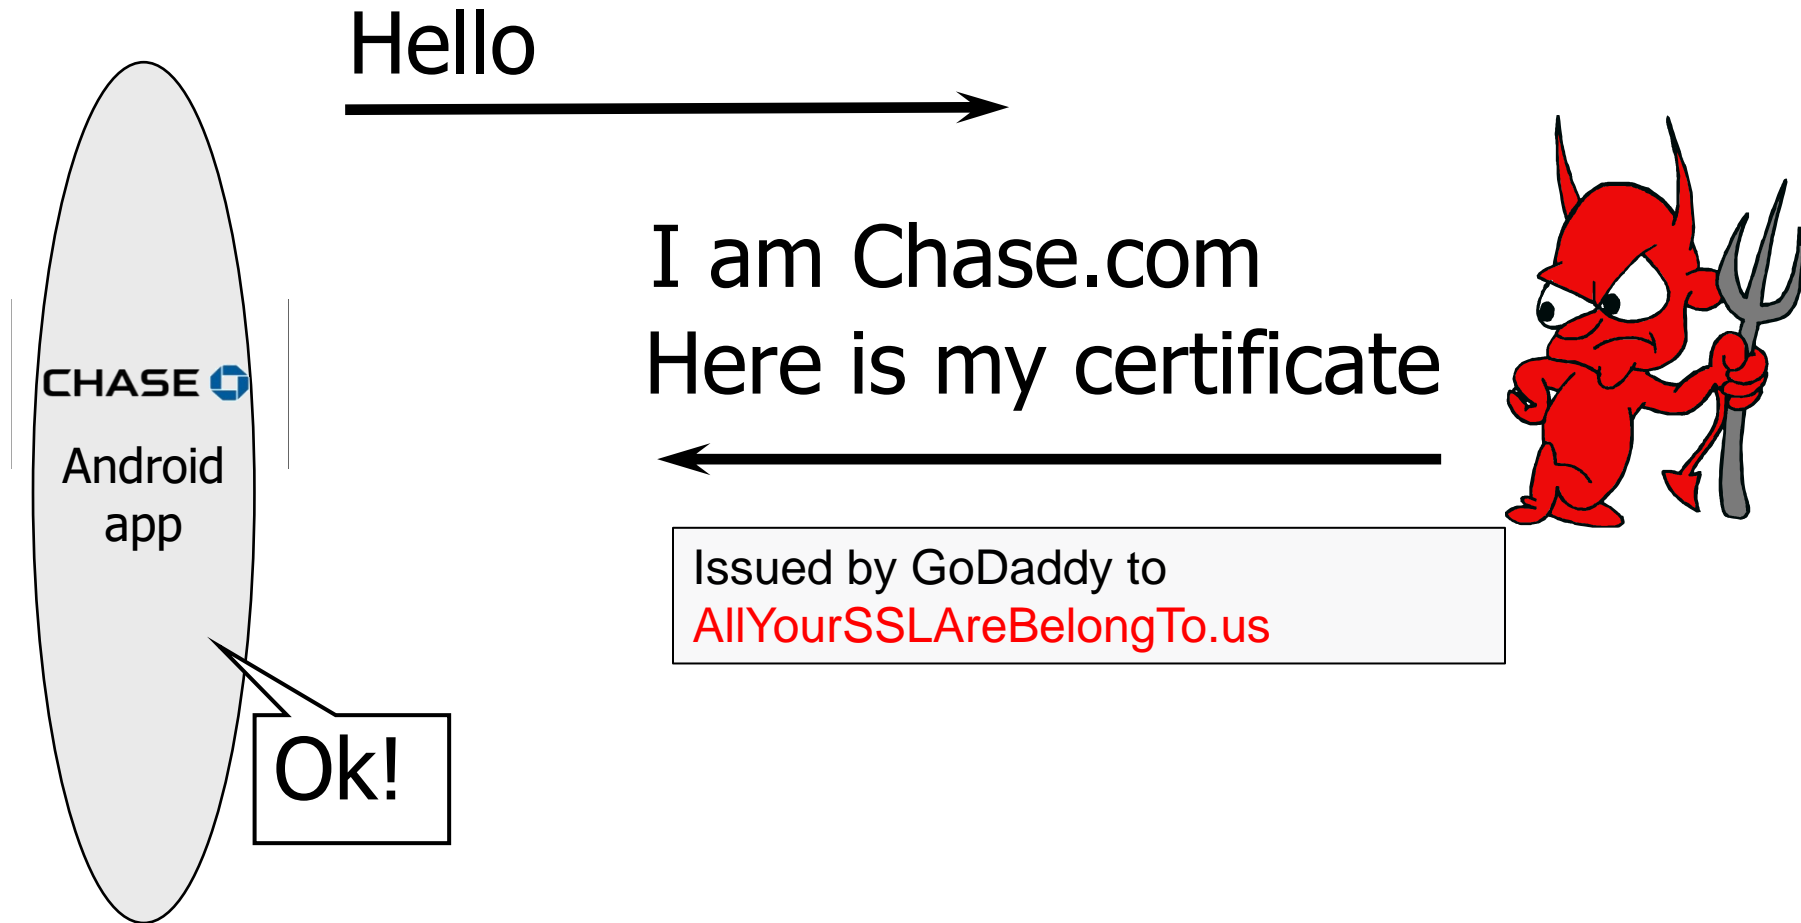 Hello
I am Chase.com
Here is my certificate
CHASE
Android
app
Issued by GoDaddy to
AllYourSSLAreBelongTo.us
Ok!